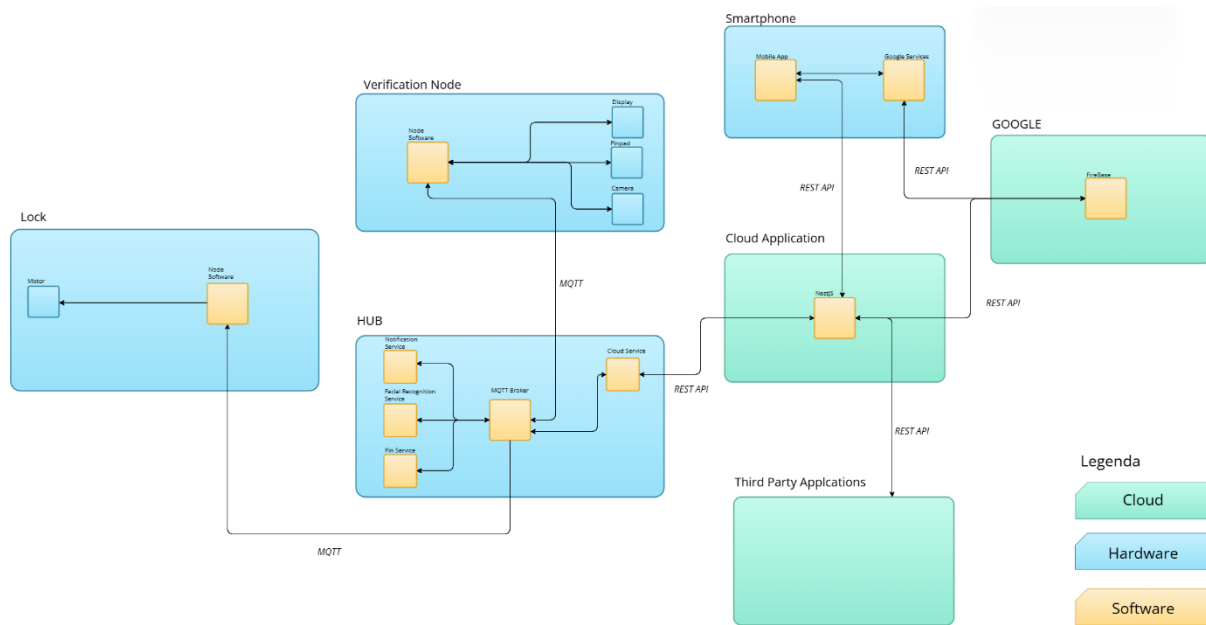 Smartphone
Mobile App
Google Services
Verification Node
Display
Node
Software
Pinpad
Camera
GOOGLE
FireBase
REST API
REST API
Lock
Motor
Node
Software
Cloud Application
NestJS
MQTT
REST API
HUB
Notification
Service
Cloud Service
Facial Recognition
Service
MQTT Broker
Pin Service
REST API
REST API
MQTT
Third Party Applcations
Legenda
Cloud
Hardware
Software